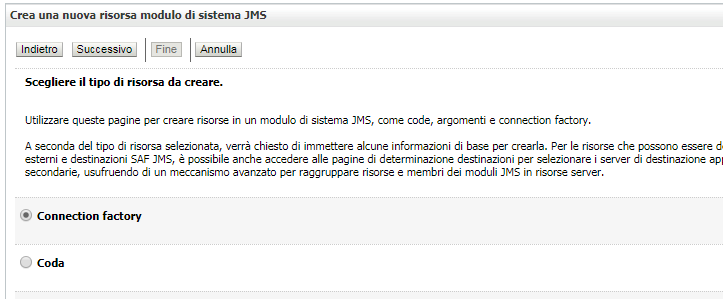 Crea una nuova risorsa modulo di sistema JMS
Indietro Successivo Fine Annulla
Scegliere il tipo di risorsa da creare.
Utilizzare queste pagine per creare risorse in un modulo di sistema JMS, come code, argomenti e connection factory.
A seconda del tipo di risorsa selezionata, verrà chiesto di immettere alcune informazioni di base per crearla. Per le risorse che possono essere de
esterni e destinazioni SAF JMS, è possibile anche accedere alle pagine di determinazione destinazioni per selezionare i server di destinazione app
secondarie, usufruendo di un meccanismo avanzato per raggruppare risorse e membri dei moduli JMS in risorse server.
Connection factory
Coda